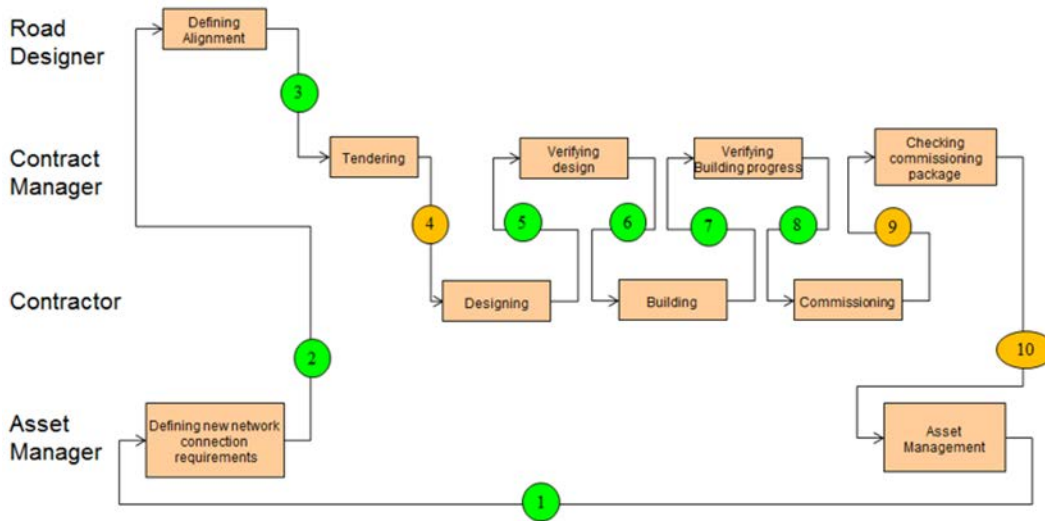 Road
Designer
Defining
Alignment
3
Contract
Manager
Tendering
Verifying
design
Verifying
Building progress
Checking
commissioning
package
4
5
6
7
8
9
Contractor
Designing
Building
Commissioning
2
10
Asset
Manager
Defining new network
connection
requirements
Asset
Management
1